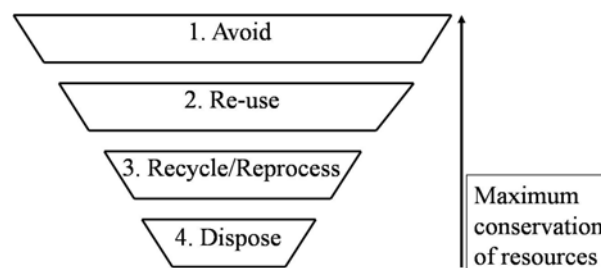 1. Avoid
2. Re-use
3. Recycle/Reprocess
4. Dispose
Maximum
conservation
of resources